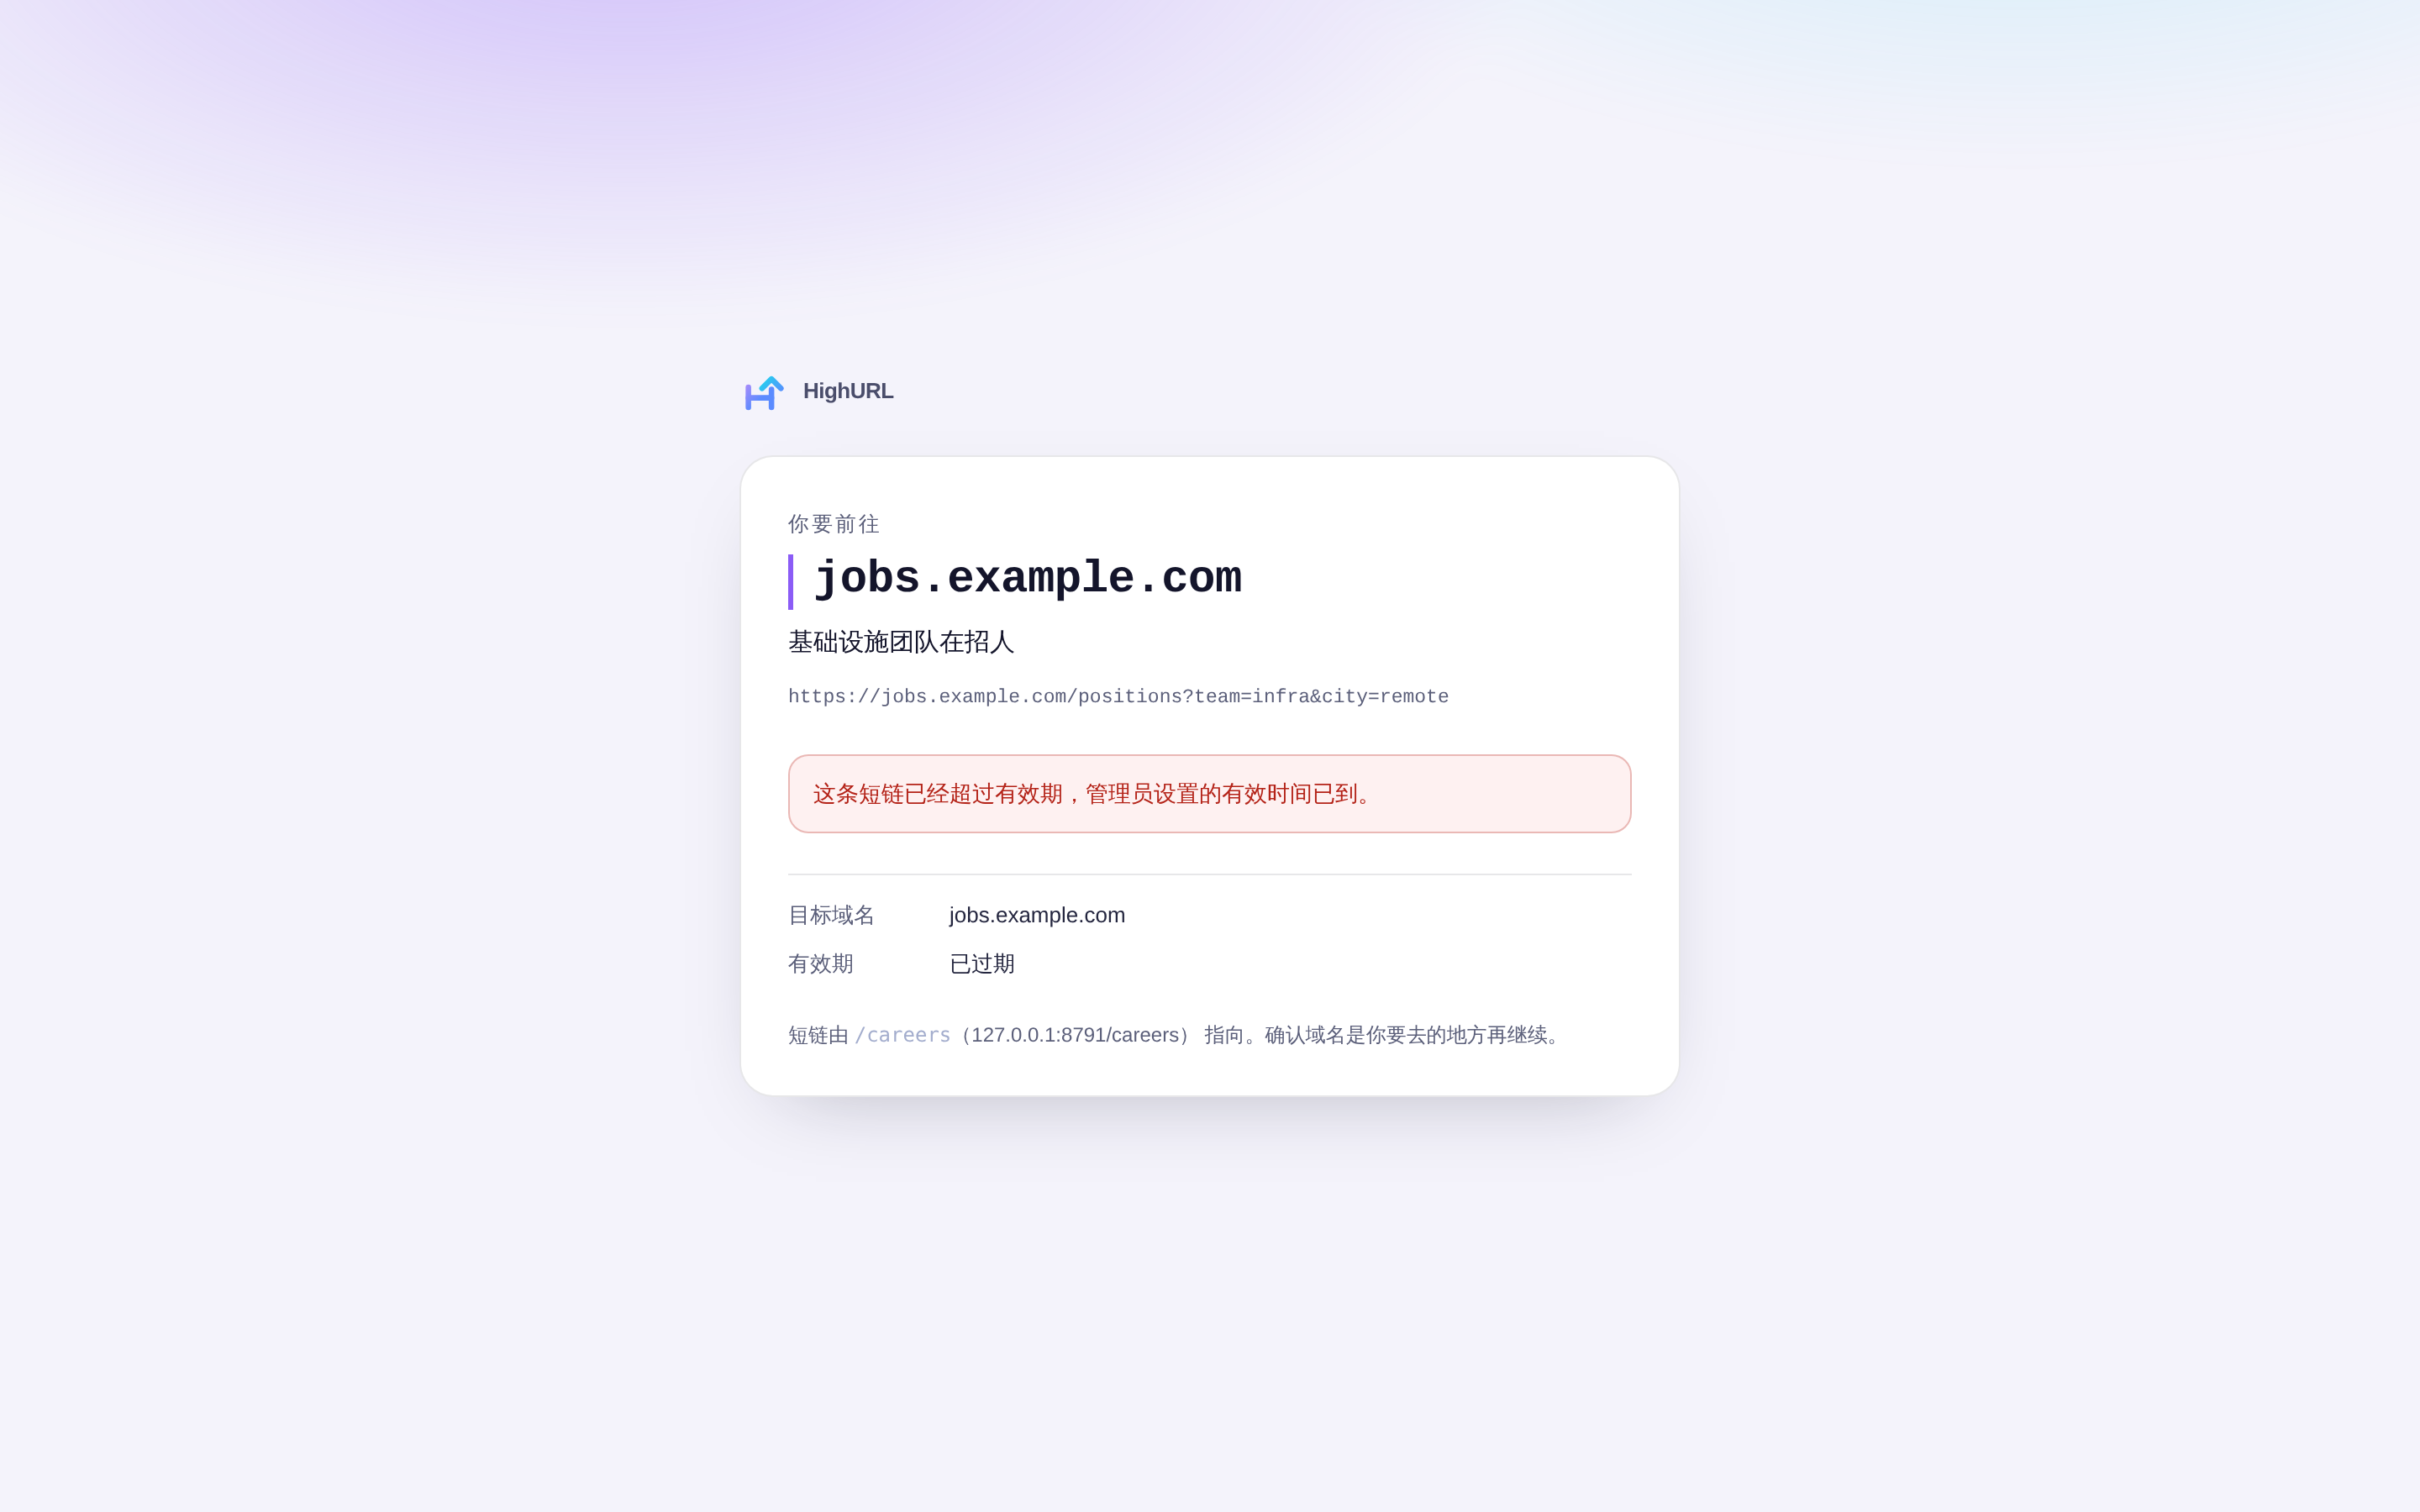 HighURL
你要前往
jobs.example.com
基础设施团队在招人
https://jobs.example.com/positions?team=infra&city=remote
这条短链已经超过有效期，管理员设置的有效时间已到。
目标域名 jobs.example.com
有效期 已过期
短链由 /careers（127.0.0.1:8791/careers） 指向。确认域名是你要去的地方再继续。